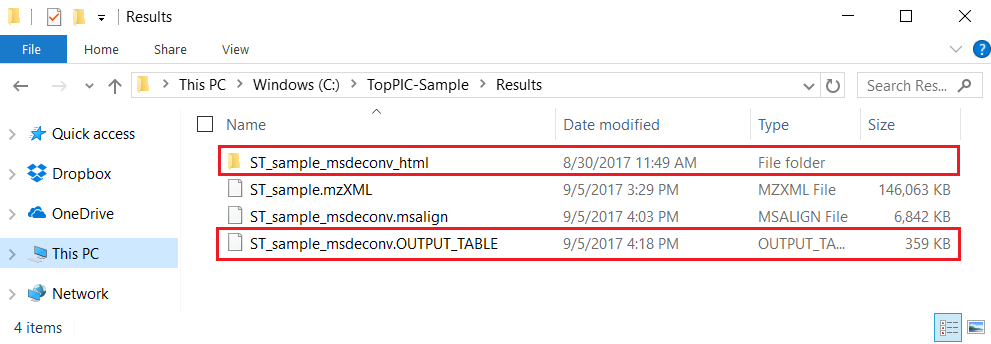 Results
File Home Share View
This PC Windows (C:) TopPIC-Sample Results Search Res...
Name Date modified Type Size
Quick access
Dropbox
OneDrive
This PC
Network
ST_sample_msdeconv_html 8/30/2017 11:49 AM File folder
ST_sample.mzXML 9/5/2017 3:29 PM MZXML File 146,063 KB
ST_sample_msdeconv.msalign 9/5/2017 4:03 PM MSALIGN File 6,842 KB
ST_sample_msdeconv.OUTPUT_TABLE 9/5/2017 4:18 PM OUTPUT_TA... 359 KB
4 items